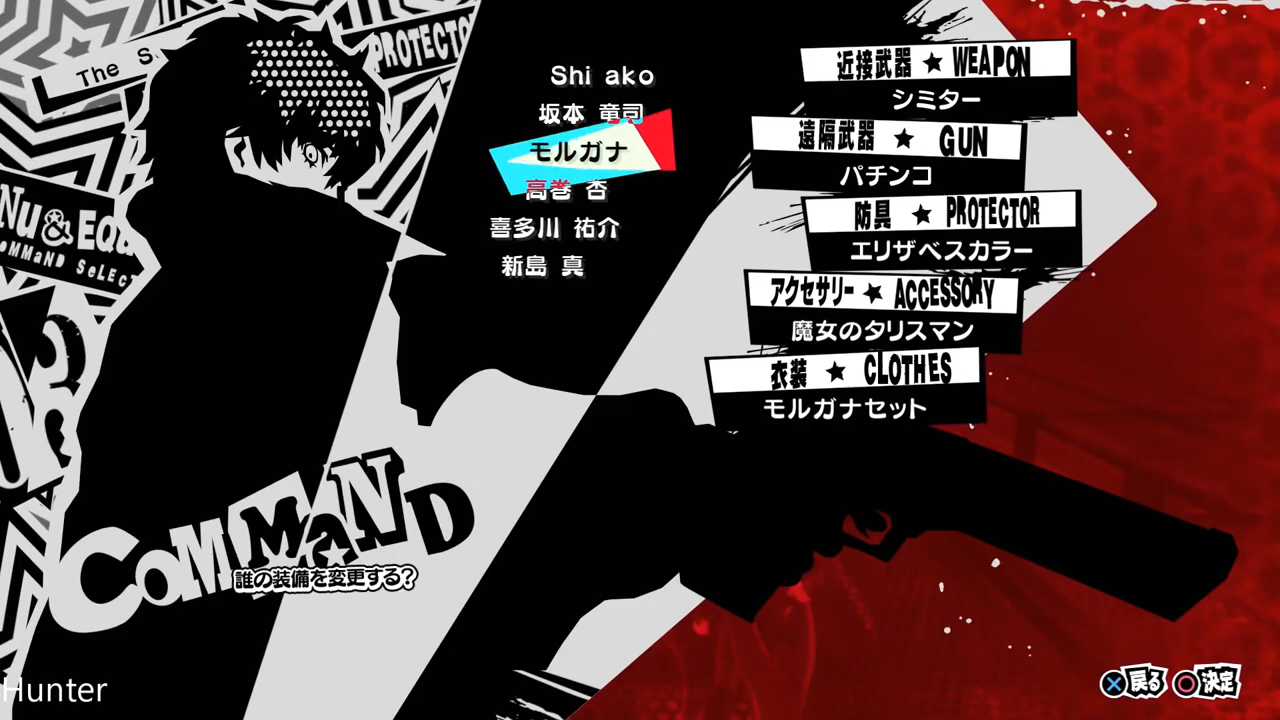 The S
PROTECTO
Nu & Equ
COMMAND SELECT
Shi ako
坂本 竜司
モルガナ
高巻 杏
喜多川 祐介
新島 真
近接武器 ★ WEAPON
シミター
遠隔武器 ★ GUN
パチンコ
防具 ★ PROTECTOR
エリザベスカラー
アクセサリー ★ ACCESSORY
魔女のタリスマン
衣装 ★ CLOTHES
モルガナセット
COMMAND
誰の装備を変更する?
Hunter
戻る 決定